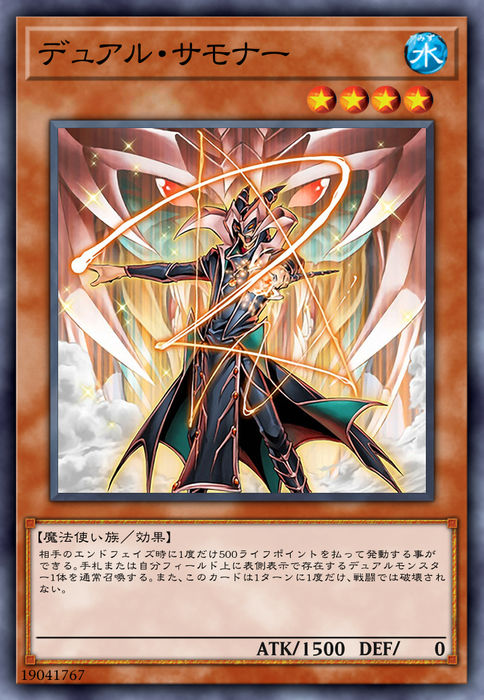 デュアル・サモナー
みず
水
【魔法使い族／効果】
相手のエンドフェイズ時に1度だけ500ライフポイントを払って発動する事が
できる。手札または自分フィールド上に表側表示で存在するデュアルモンスタ
ー1体を通常召喚する。また、このカードは1ターンに1度だけ、戦闘では破壊され
ない。
ATK/1500 DEF/ 0
19041767